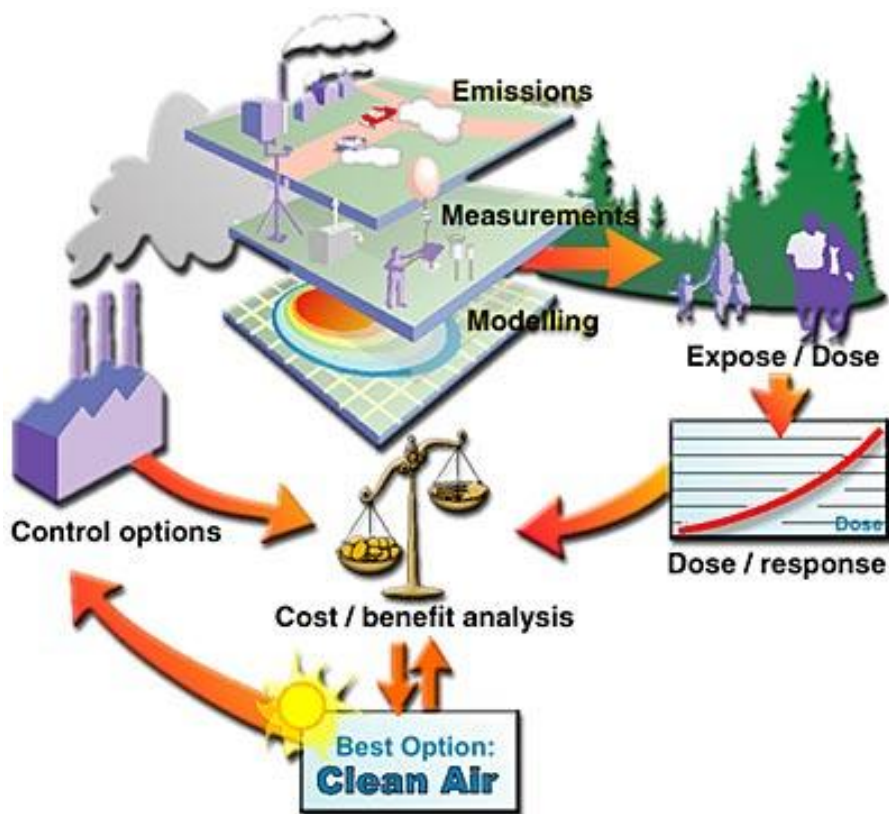 Emissions
Measurements
Modelling
Expose / Dose
Dose
Dose / response
Control options
Cost / benefit analysis
Best Option:
Clean Air